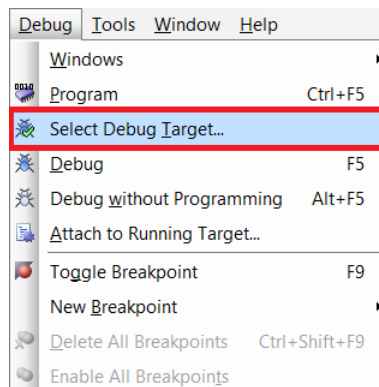 Debug Tools Window Help
Windows
Program Ctrl+F5
Select Debug Target...
Debug F5
Debug without Programming Alt+F5
Attach to Running Target...
Toggle Breakpoint F9
New Breakpoint
Delete All Breakpoints Ctrl+Shift+F9
Enable All Breakpoints